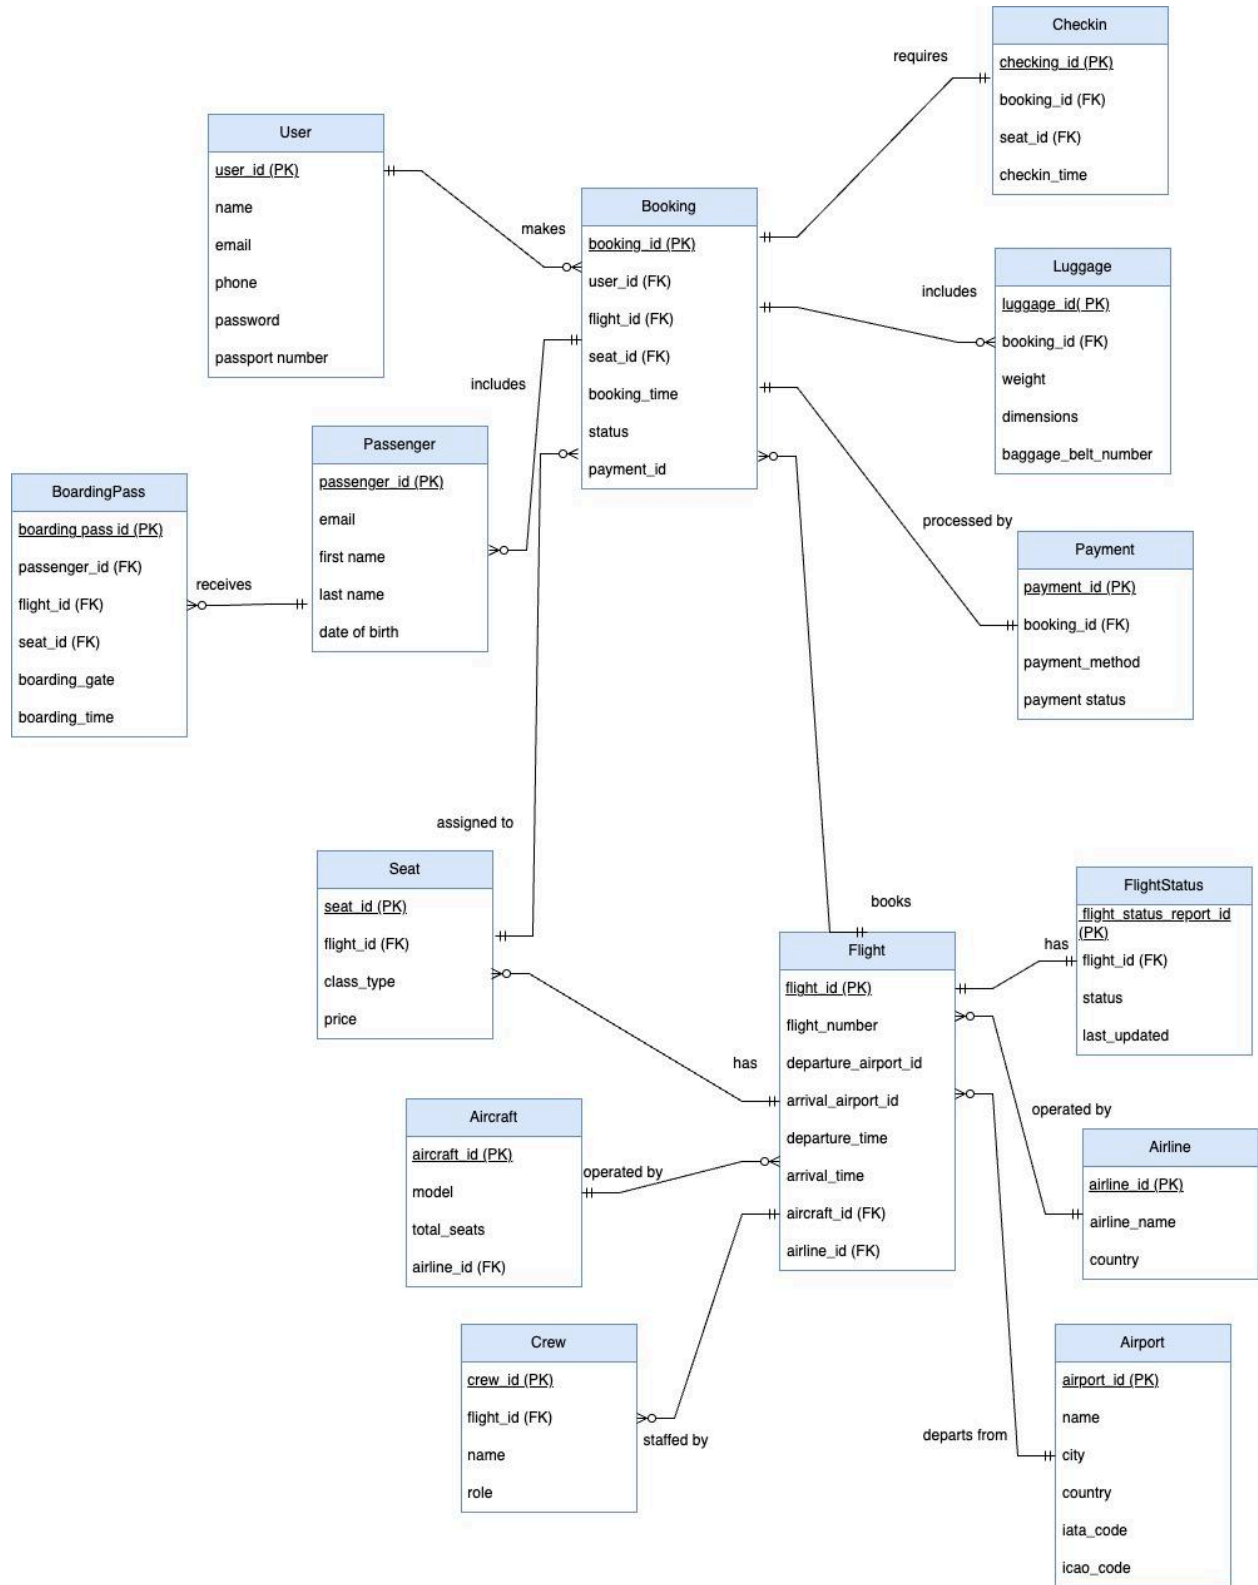 Checkin
checking_id (PK)
booking_id (FK)
seat_id (FK)
checkin_time
requires
User
user_id (PK)
name
email
phone
password
passport number
makes
Booking
booking_id (PK)
user_id (FK)
flight_id (FK)
seat_id (FK)
booking_time
status
payment_id
includes
Luggage
luggage_id( PK)
booking_id (FK)
weight
dimensions
baggage_belt_number
includes
Passenger
passenger_id (PK)
email
first name
last name
date of birth
BoardingPass
boarding pass id (PK)
passenger_id (FK)
flight_id (FK)
seat_id (FK)
boarding_gate
boarding_time
receives
processed by
Payment
payment_id (PK)
booking_id (FK)
payment_method
payment status
assigned to
Seat
seat_id (PK)
flight_id (FK)
class_type
price
books
FlightStatus
flight_status_report_id
(PK)
flight_id (FK)
status
last_updated
has
Flight
flight_id (PK)
flight_number
departure_airport_id
arrival_airport_id
departure_time
arrival_time
aircraft_id (FK)
airline_id (FK)
has
Aircraft
aircraft_id (PK)
model
total_seats
airline_id (FK)
operated by
operated by
Airline
airline_id (PK)
airline_name
country
Crew
crew_id (PK)
flight_id (FK)
name
role
staffed by
departs from
Airport
airport_id (PK)
name
city
country
iata_code
icao_code